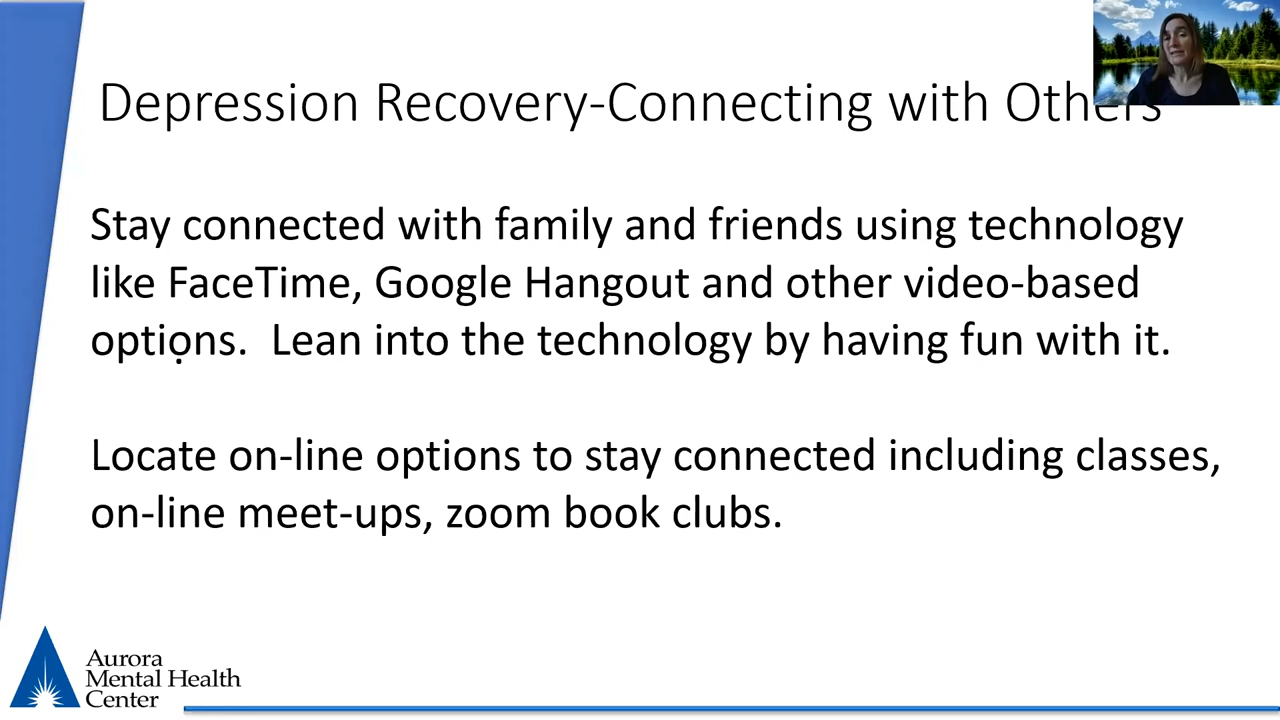 Depression Recovery-Connecting with Others
Stay connected with family and friends using technology
like FaceTime, Google Hangout and other video-based
options.  Lean into the technology by having fun with it.
Locate on-line options to stay connected including classes,
on-line meet-ups, zoom book clubs.
Aurora
Mental Health
Center